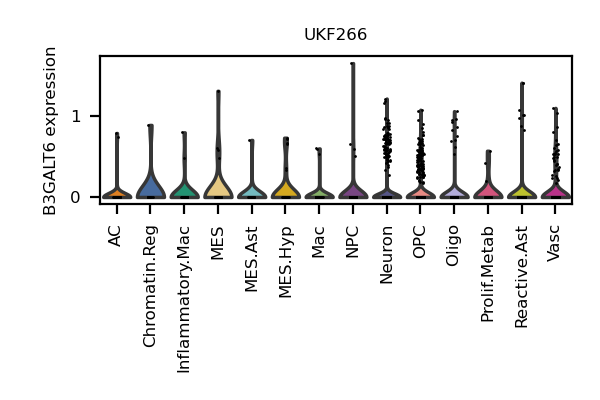 UKF266
B3GALT6 expression
1
0
AC
Chromatin.Reg
Inflammatory.Mac
MES
MES.Ast
MES.Hyp
Mac
NPC
Neuron
OPC
Oligo
Prolif.Metab
Reactive.Ast
Vasc